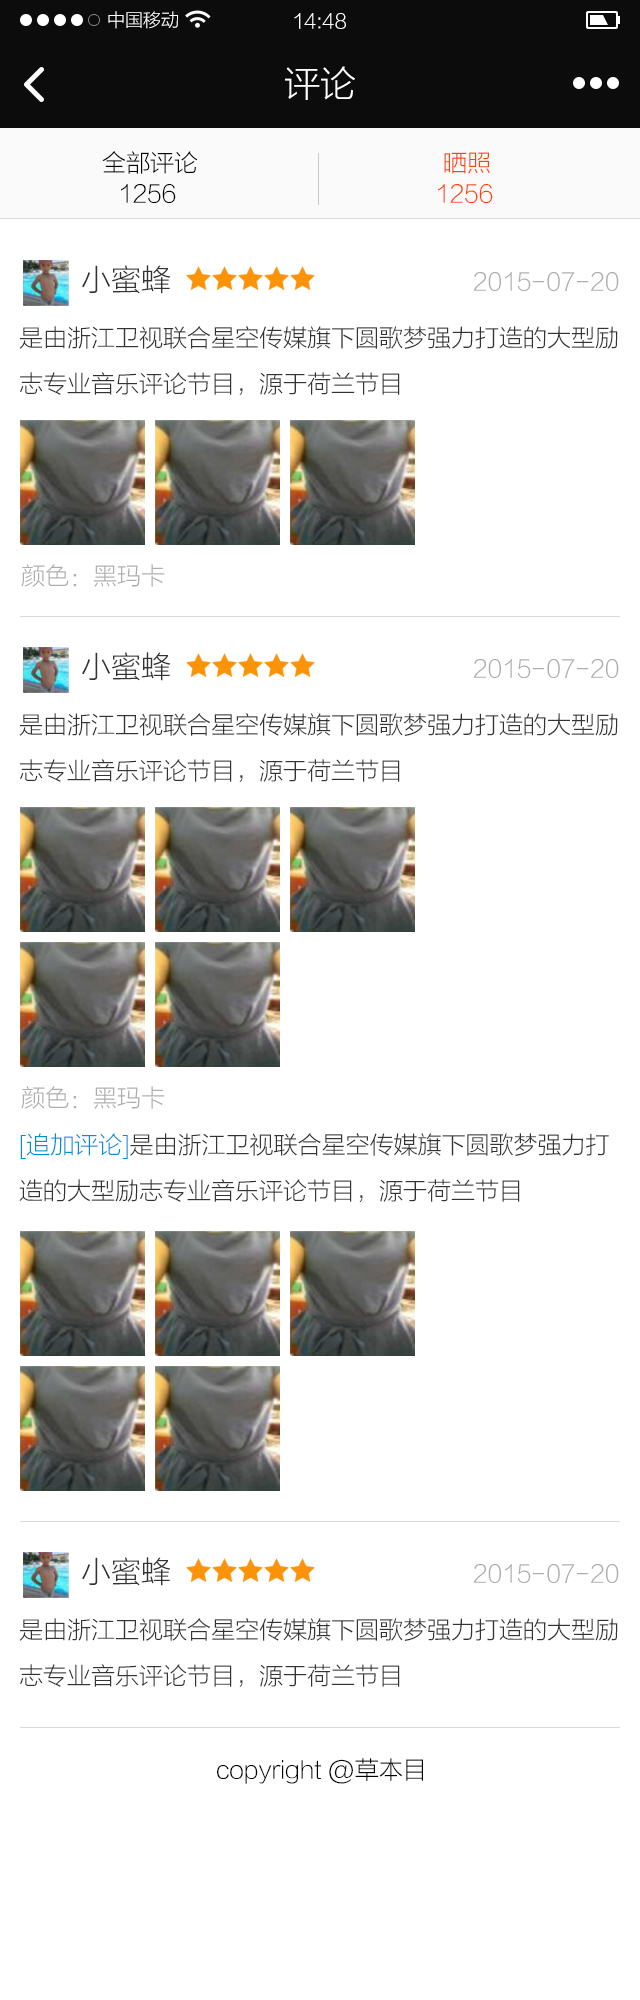 中国移动 14:48
评论
全部评论 晒照
1256 1256
小蜜蜂 2015-07-20
是由浙江卫视联合星空传媒旗下圆歌梦强力打造的大型励
志专业音乐评论节目，源于荷兰节目
颜色：黑玛卡
小蜜蜂 2015-07-20
是由浙江卫视联合星空传媒旗下圆歌梦强力打造的大型励
志专业音乐评论节目，源于荷兰节目
颜色：黑玛卡
[追加评论]是由浙江卫视联合星空传媒旗下圆歌梦强力打
造的大型励志专业音乐评论节目，源于荷兰节目
小蜜蜂 2015-07-20
是由浙江卫视联合星空传媒旗下圆歌梦强力打造的大型励
志专业音乐评论节目，源于荷兰节目
copyright @草本目